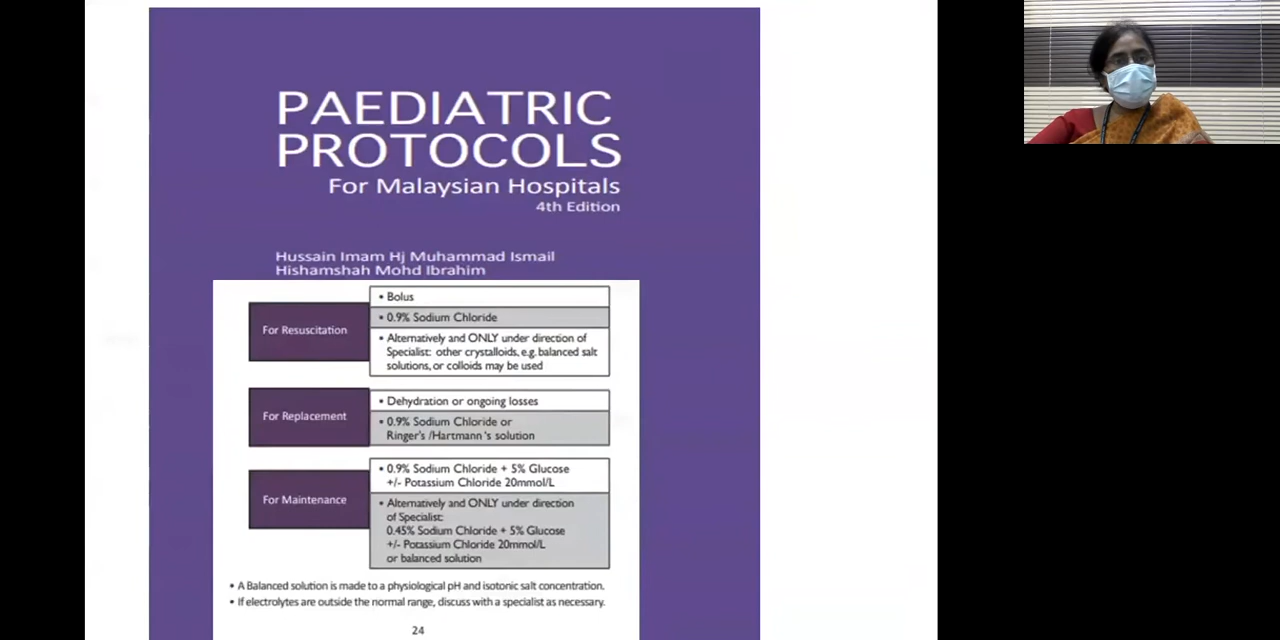 PAEDIATRIC
PROTOCOLS
For Malaysian Hospitals
4th Edition
Hussain Imam Hj Muhammad Ismail
Hishamshah Mohd Ibrahim
For Resuscitation
• Bolus
• 0.9% Sodium Chloride
• Alternatively and ONLY under direction of
Specialist: other crystalloids, e.g. balanced salt
solutions, or colloids may be used
For Replacement
• Dehydration or ongoing losses
• 0.9% Sodium Chloride or
Ringer's /Hartmann 's solution
For Maintenance
• 0.9% Sodium Chloride + 5% Glucose
+/- Potassium Chloride 20mmol/L
• Alternatively and ONLY under direction
of Specialist:
0.45% Sodium Chloride + 5% Glucose
+/- Potassium Chloride 20mmol/L
or balanced solution
• A Balanced solution is made to a physiological pH and isotonic salt concentration.
• If electrolytes are outside the normal range, discuss with a specialist as necessary.
24